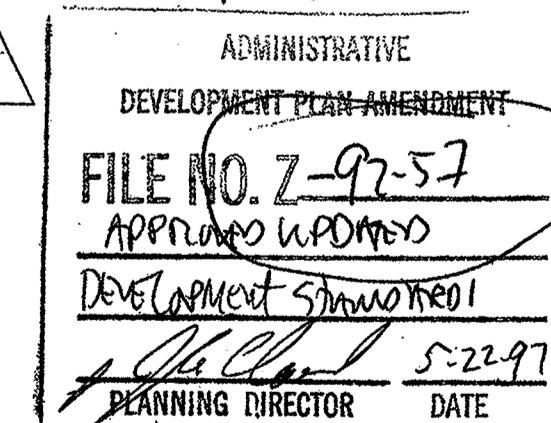 ADMINISTRATIVE
DEVELOPMENT PLAN AMENDMENT
FILE NO. Z-92-57
APPROVED UPDATED
DEVELOPMENT STANDARDS
5-22-97
PLANNING DIRECTOR DATE